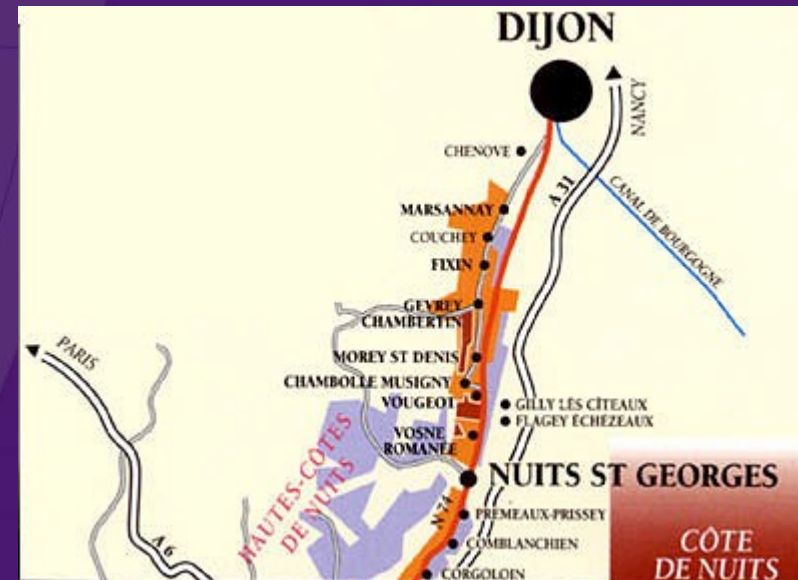 DIJON
NANCY
CHENOVE
A 31
CANAL DE BOURGOGNE
MARSANNAY
COUCHEY
FIXIN
GEVREY
CHAMBERTIN
PARIS
MOREY ST DENIS
CHAMBOLLE MUSIGNY
VOUGEOT
GILLY LÈS CÎTEAUX
FLAGEY ÉCHÉZEAUX
VOSNE
ROMANÉE
HAUTES-CÔTES
DE NUITS
NUITS ST GEORGES
N 74
PREMEAUX-PRISSEY
A 6
COMBLANCHIEN
CÔTE
DE NUITS
CORGOLOIN